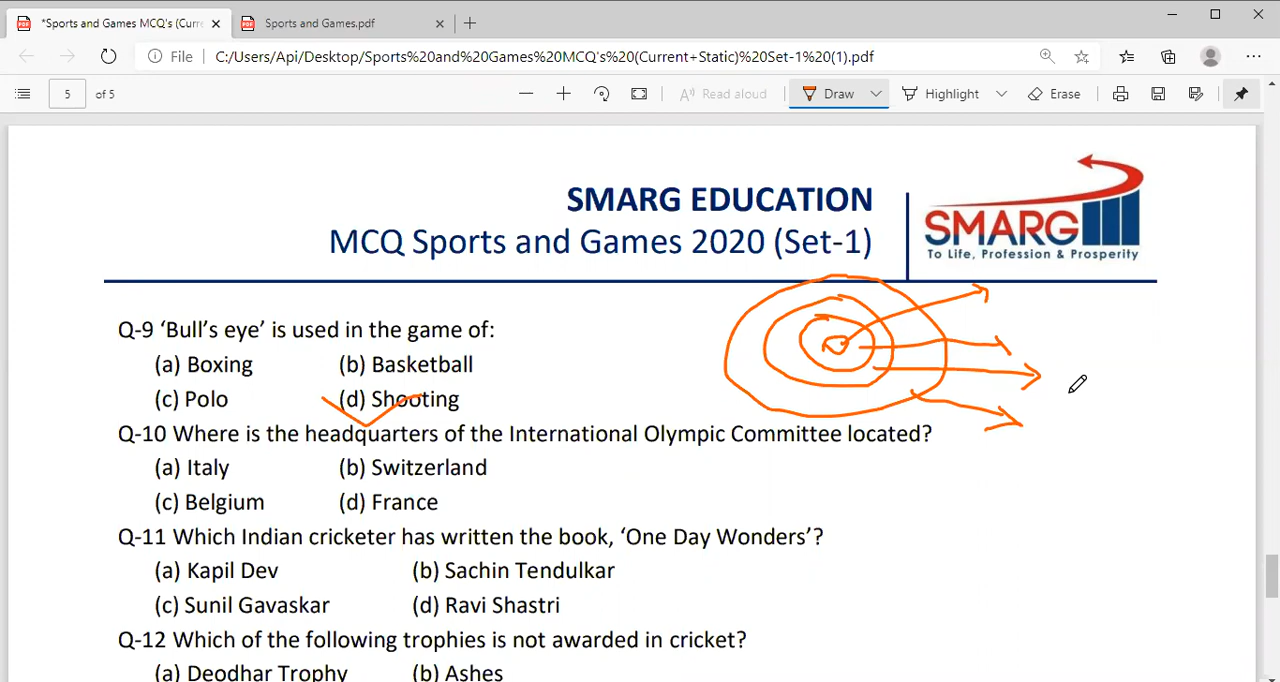 *Sports and Games MCQ's (Curre
Sports and Games.pdf
File
C:/Users/Api/Desktop/Sports%20and%20Games%20MCQ's%20(Current+Static)%20Set-1%20(1).pdf
5 of 5
Read aloud
Draw
Highlight
Erase
SMARG EDUCATION
MCQ Sports and Games 2020 (Set-1)
SMARG
To Life, Profession & Prosperity
Q-9 ‘Bull’s eye’ is used in the game of:
(a) Boxing (b) Basketball
(c) Polo (d) Shooting
Q-10 Where is the headquarters of the International Olympic Committee located?
(a) Italy (b) Switzerland
(c) Belgium (d) France
Q-11 Which Indian cricketer has written the book, ‘One Day Wonders’?
(a) Kapil Dev (b) Sachin Tendulkar
(c) Sunil Gavaskar (d) Ravi Shastri
Q-12 Which of the following trophies is not awarded in cricket?
(a) Deodhar Trophy (b) Ashes